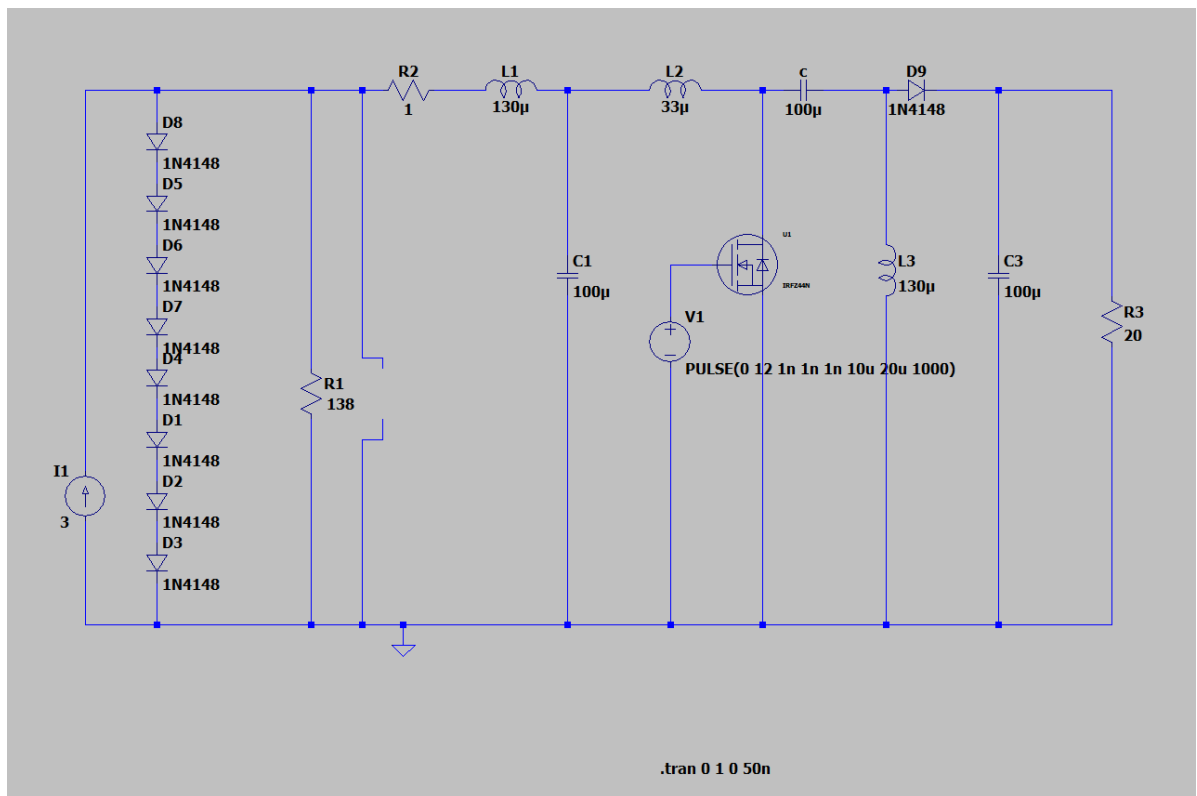 R2
1
L1
130µ
L2
33µ
C
100µ
D9
1N4148
D8
1N4148
D5
1N4148
D6
1N4148
D7
1N4148
D4
1N4148
D1
1N4148
D2
1N4148
D3
1N4148
I1
3
R1
138
C1
100µ
U1
IRFZ44N
V1
PULSE(0 12 1n 1n 1n 10u 20u 1000)
L3
130µ
C3
100µ
R3
20
.tran 0 1 0 50n